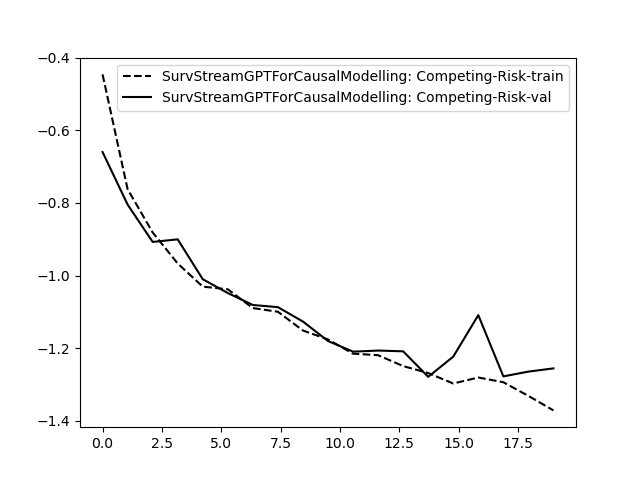 SurvStreamGPTForCausalModelling: Competing-Risk-train
SurvStreamGPTForCausalModelling: Competing-Risk-val
−0.4
−0.6
−0.8
−1.0
−1.2
−1.4
0.0 2.5 5.0 7.5 10.0 12.5 15.0 17.5